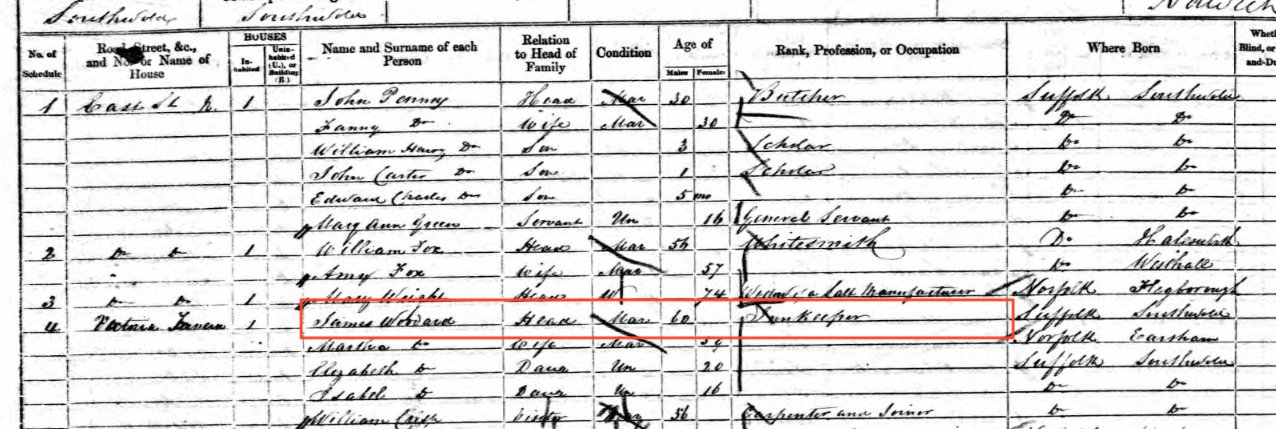 Southwold Southwold
No. of Schedule Road, Street, &c., and No. or Name of House HOUSES Inhabited Uninhabited (U.), or Building (B.) Name and Surname of each Person Relation to Head of Family Condition Age of Males Females Rank, Profession, or Occupation Where Born Whether Blind, or and-Du
1 East St 1 John Penny Head Mar 30 Butcher Suffolk Southwold
Fanny Do Wife Mar 30 Do Do
William Henry Do Son 3 Scholar Do Do
John Carter Do Son 1 Scholar Do Do
Edward Charles Do Son 5 mo Do Do
Mary Ann Green Servant Un 16 General Servant Do Do
2 Do Do 1 William Fox Head Mar 56 Whitesmith Do Halesworth
Amy Fox Wife Mar 57 Do Westhall
3 Do Do 1 Mary Wright Head W 74 Widow of a Salt Manufacturer Norfolk
4 Victoria Tavern 1 James Woodard Head Mar 60 Innkeeper Suffolk Southwold
Martha Do Wife Mar 59 Norfolk Earsham
Elizabeth Do Daur Un 20 Suffolk Southwold
Isabel Do Daur Un 16 Do Do
William Crisp Visitor 56 Carpenter and Joiner Do Do